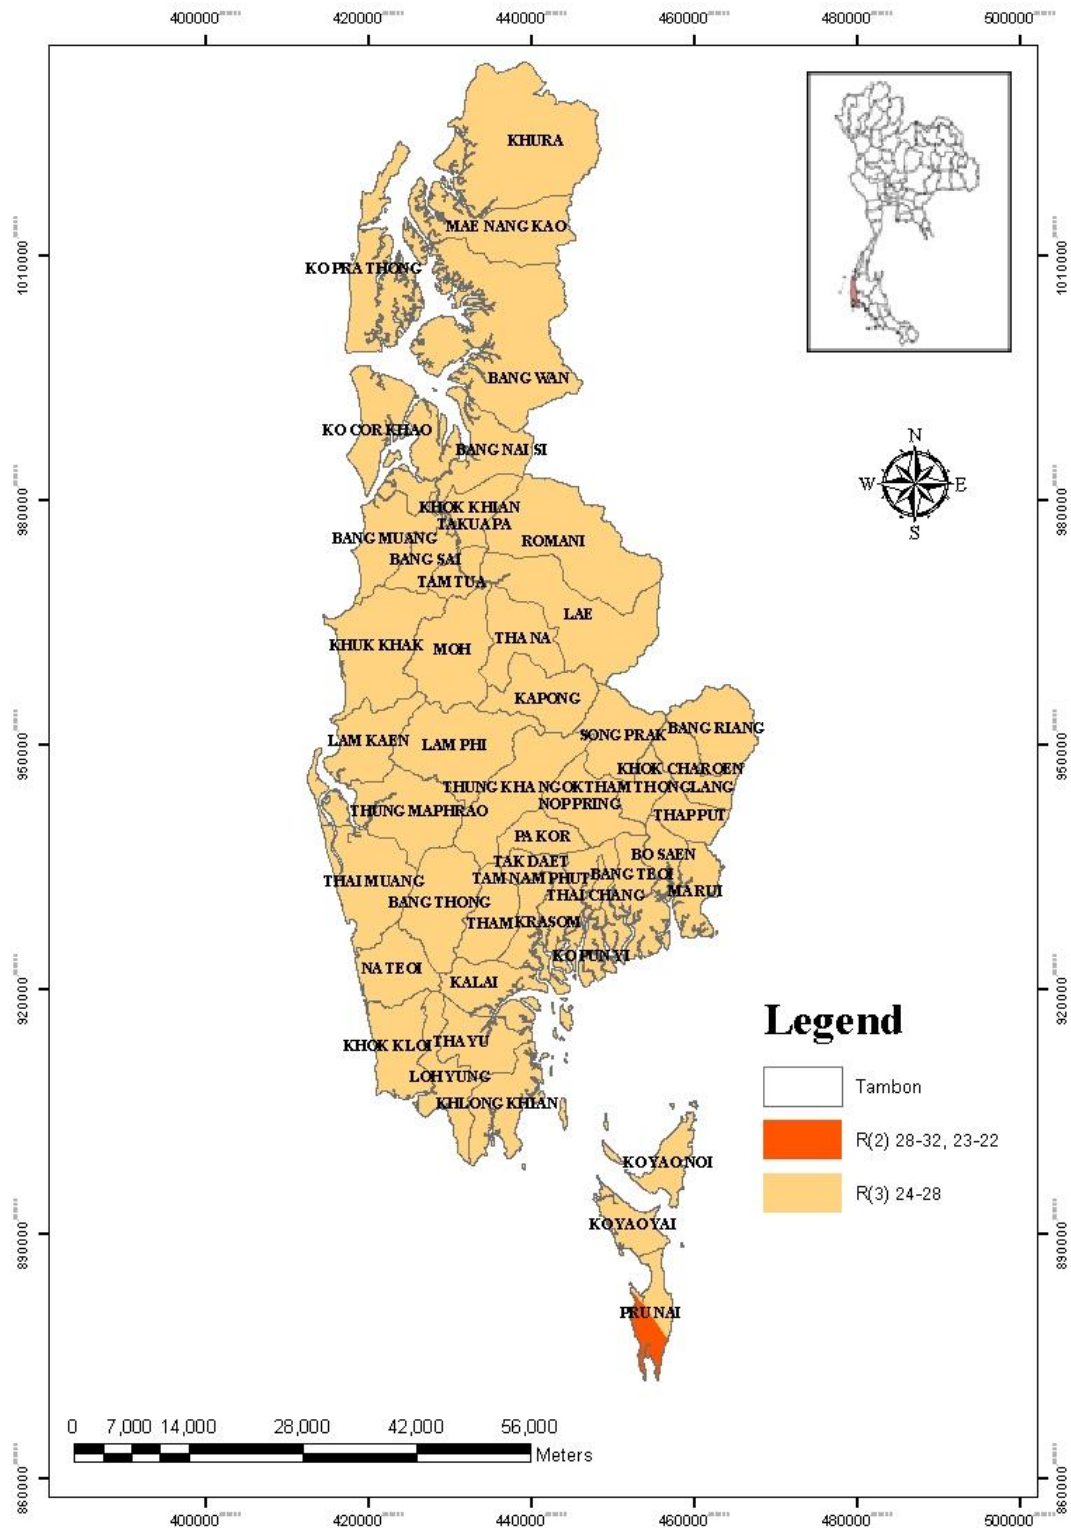 400000 420000 440000 460000 480000 500000
KHURA
MAE NANG KAO
1010000 1010000
KO PRA THONG
BANG WAN
KO COR KHAO
BANG NAI SI
N
W E
S
980000 980000
KHOK KHIAN
TAKUAPA
BANG MUANG
ROMANI
BANG SAI
TAM TUA
LAE
THA NA
KHUK KHAK
MOH
KAPONG
BANG RIANG
SONG PRAK
LAM KAEN
LAM PHI
950000 950000
KHOK CHAROEN
THUNG KHA NGOK
THAM THONGLANG
NOPPRING
THUNG MAPHRAO
THAPPUT
PA KOR
BO SAEN
TAK DAET
BANG TEOI
TAM NAM PHUT
THAI MUANG
MARUI
THAI CHANG
BANG THONG
THAM
KRASOM
KO PUN YI
NA TEOI
KALAI
920000 920000
Legend
KHOK KLOI
THA YU
LOH YUNG
Tambon
KHLONG KHIAN
R(2) 28-32, 23-22
KO YAO NOI
R(3) 24-28
KO YAO YAI
890000 890000
PRU NAI
0 7,000 14,000 28,000 42,000 56,000
Meters
860000 860000
400000 420000 440000 460000 480000 500000